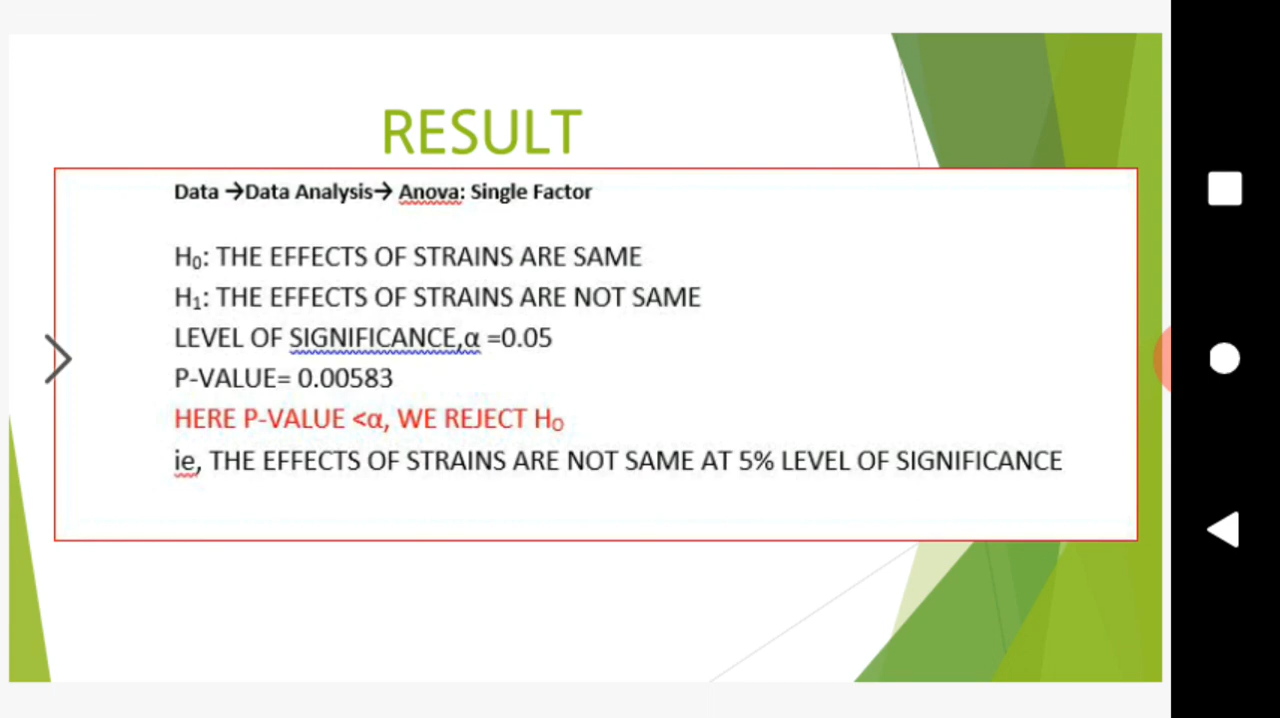 RESULT
Data →Data Analysis→ Anova: Single Factor
H₀: THE EFFECTS OF STRAINS ARE SAME
H₁: THE EFFECTS OF STRAINS ARE NOT SAME
LEVEL OF SIGNIFICANCE,α =0.05
P-VALUE= 0.00583
HERE P-VALUE <α, WE REJECT H₀
ie, THE EFFECTS OF STRAINS ARE NOT SAME AT 5% LEVEL OF SIGNIFICANCE